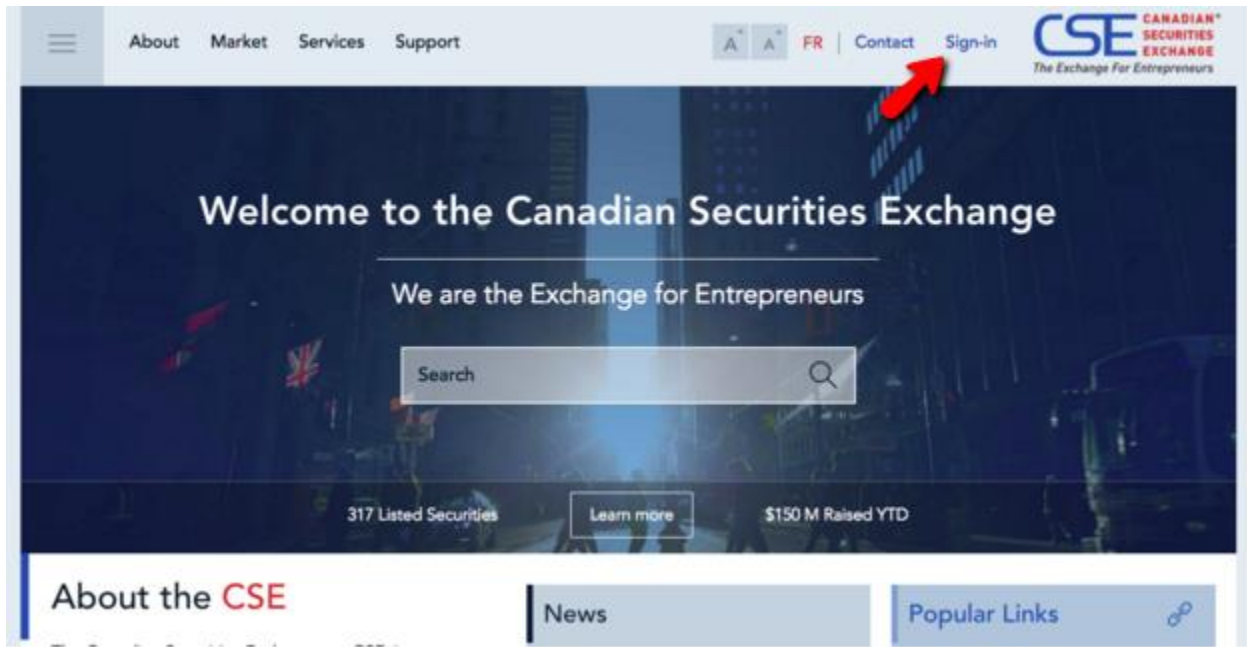 About Market Services Support
A+ A- FR | Contact Sign-in
CSE CANADIAN
SECURITIES
EXCHANGE
The Exchange For Entrepreneurs
Welcome to the Canadian Securities Exchange
We are the Exchange for Entrepreneurs
Search
317 Listed Securities Learn more $150 M Raised YTD
About the CSE
News
Popular Links